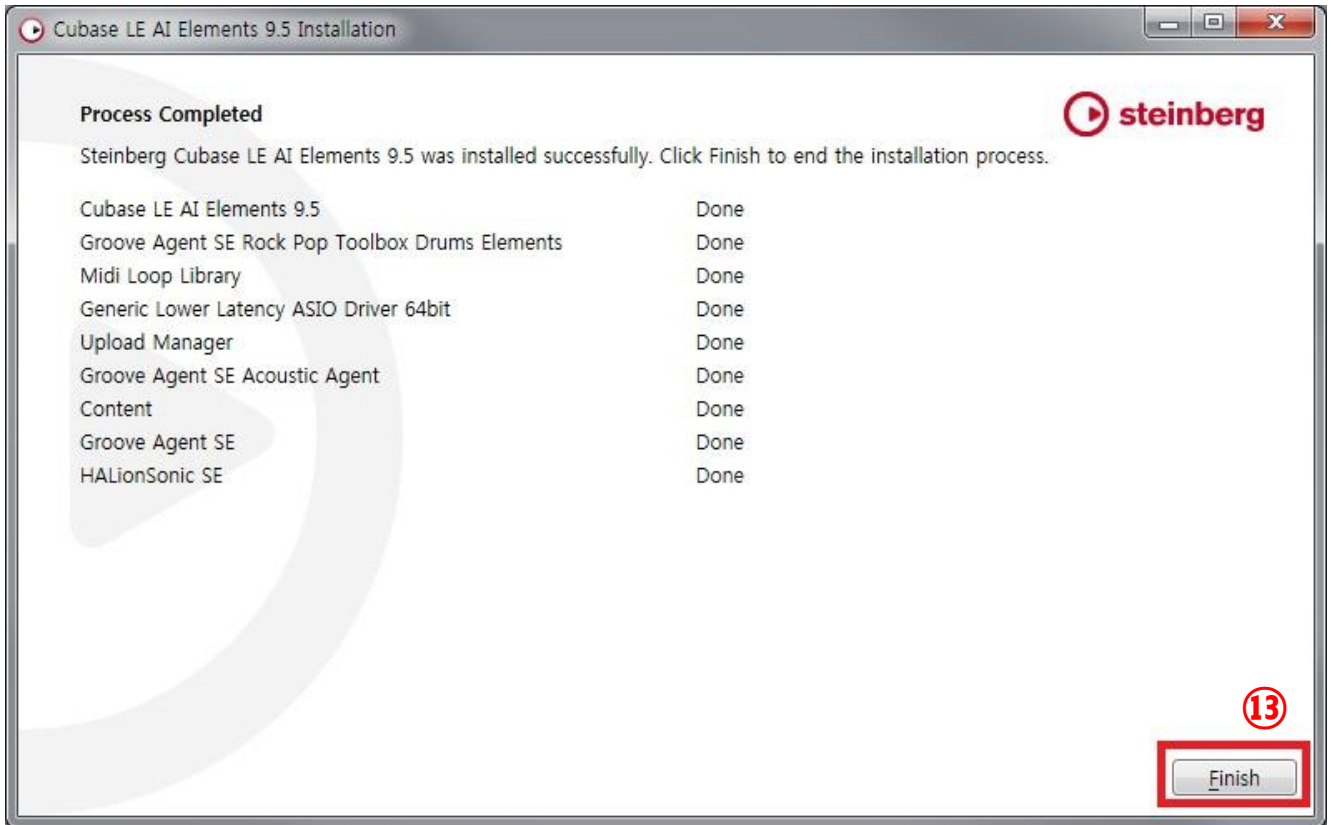 Cubase LE AI Elements 9.5 Installation
steinberg
Process Completed
Steinberg Cubase LE AI Elements 9.5 was installed successfully. Click Finish to end the installation process.
Cubase LE AI Elements 9.5 Done
Groove Agent SE Rock Pop Toolbox Drums Elements Done
Midi Loop Library Done
Generic Lower Latency ASIO Driver 64bit Done
Upload Manager Done
Groove Agent SE Acoustic Agent Done
Content Done
Groove Agent SE Done
HALionSonic SE Done
⑬
Finish